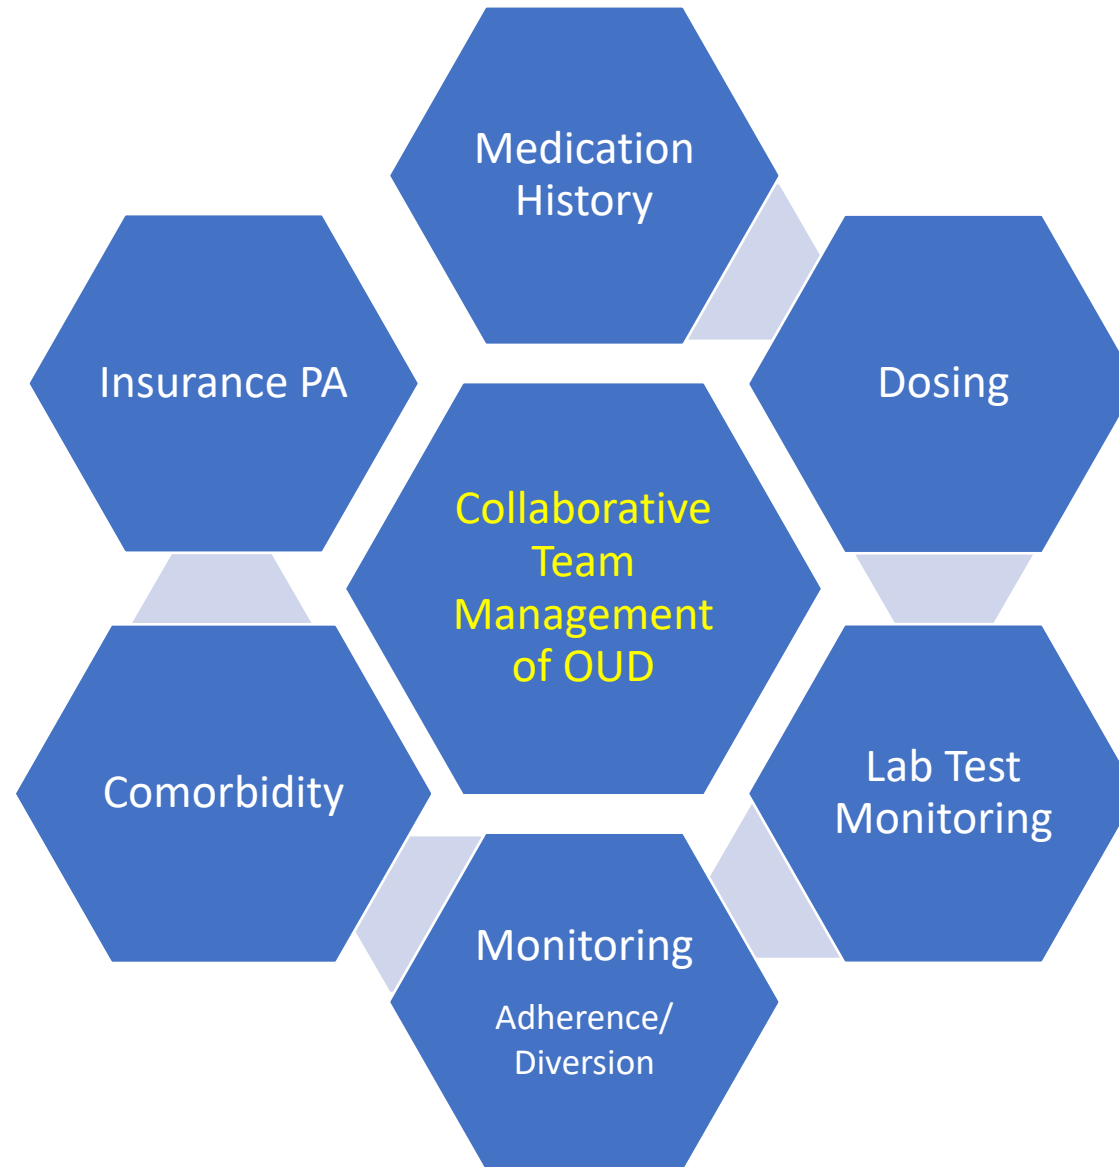 Medication
History
Insurance PA
Dosing
Collaborative
Team
Management
of OUD
Comorbidity
Lab Test
Monitoring
Monitoring
Adherence/
Diversion